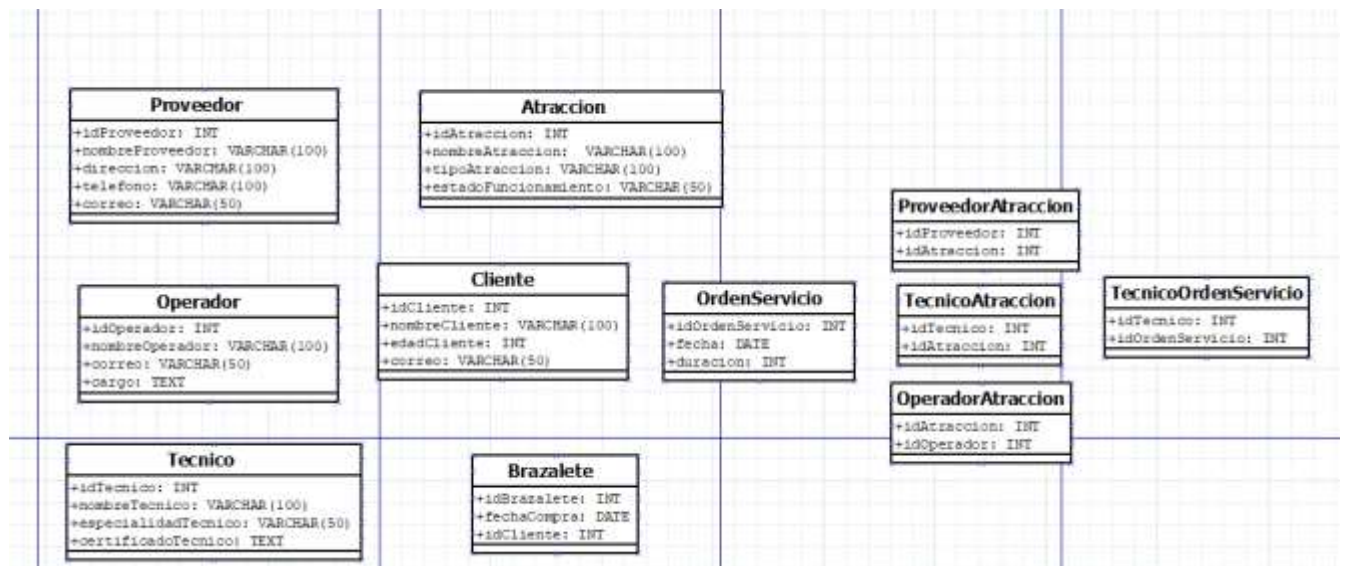 Proveedor
+idProveedor: INT
+nombreProveedor: VARCHAR(100)
+direccion: VARCHAR(100)
+telefono: VARCHAR(100)
+correo: VARCHAR(50)
Atraccion
+idAtraccion: INT
+nombreAtraccion: VARCHAR(100)
+tipoAtraccion: VARCHAR(100)
+estadoFuncionamiento: VARCHAR(50)
Operador
+idOperador: INT
+nombreOperador: VARCHAR(100)
+correo: VARCHAR(50)
+cargo: TEXT
Cliente
+idCliente: INT
+nombreCliente: VARCHAR(100)
+edadCliente: INT
+correo: VARCHAR(50)
OrdenServicio
+idOrdenServicio: INT
+fecha: DATE
+duracion: INT
ProveedorAtraccion
+idProveedor: INT
+idAtraccion: INT
TecnicoAtraccion
+idTecnico: INT
+idAtraccion: INT
OperadorAtraccion
+idAtraccion: INT
+idOperador: INT
TecnicoOrdenServicio
+idTecnico: INT
+idOrdenServicio: INT
Tecnico
+idTecnico: INT
+nombreTecnico: VARCHAR(100)
+especialidadTecnico: VARCHAR(50)
+certificadoTecnico: TEXT
Brazalete
+idBrazalete: INT
+fechaCompra: DATE
+idCliente: INT